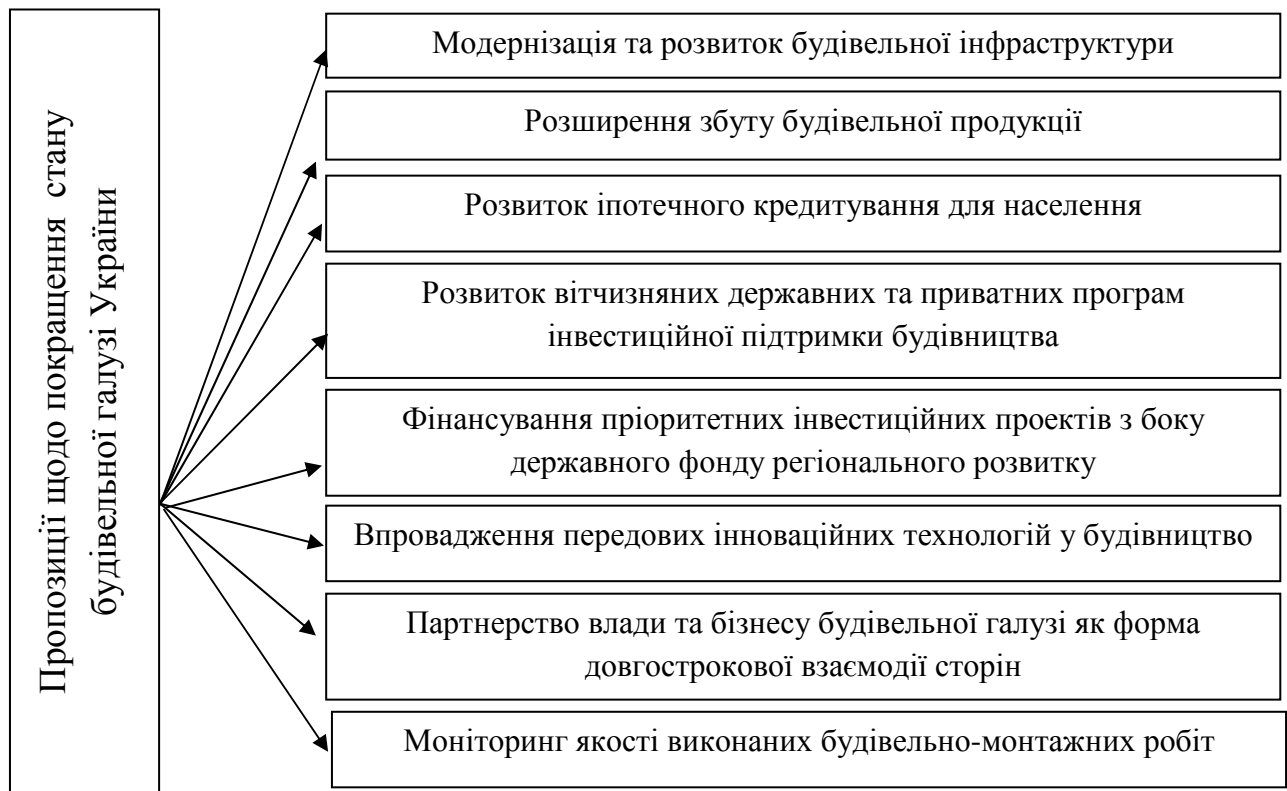 Пропозиції щодо покращення стану
будівельної галузі України
Модернізація та розвиток будівельної інфраструктури
Розширення збуту будівельної продукції
Розвиток іпотечного кредитування для населення
Розвиток вітчизняних державних та приватних програм
інвестиційної підтримки будівництва
Фінансування пріоритетних інвестиційних проектів з боку
державного фонду регіонального розвитку
Впровадження передових інноваційних технологій у будівництво
Партнерство влади та бізнесу будівельної галузі як форма
довгострокової взаємодії сторін
Моніторинг якості виконаних будівельно-монтажних робіт